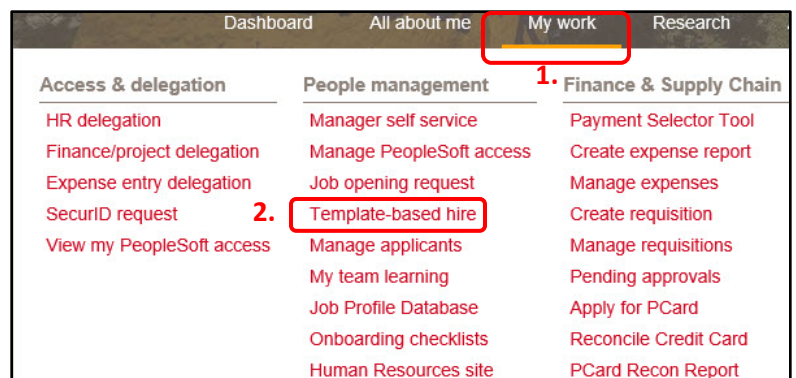 Dashboard All about me My work Research
1.
Access & delegation
HR delegation
Finance/project delegation
Expense entry delegation
SecurID request
View my PeopleSoft access
People management
Manager self service
Manage PeopleSoft access
Job opening request
2. Template-based hire
Manage applicants
My team learning
Job Profile Database
Onboarding checklists
Human Resources site
Finance & Supply Chain
Payment Selector Tool
Create expense report
Manage expenses
Create requisition
Manage requisitions
Pending approvals
Apply for PCard
Reconcile Credit Card
PCard Recon Report